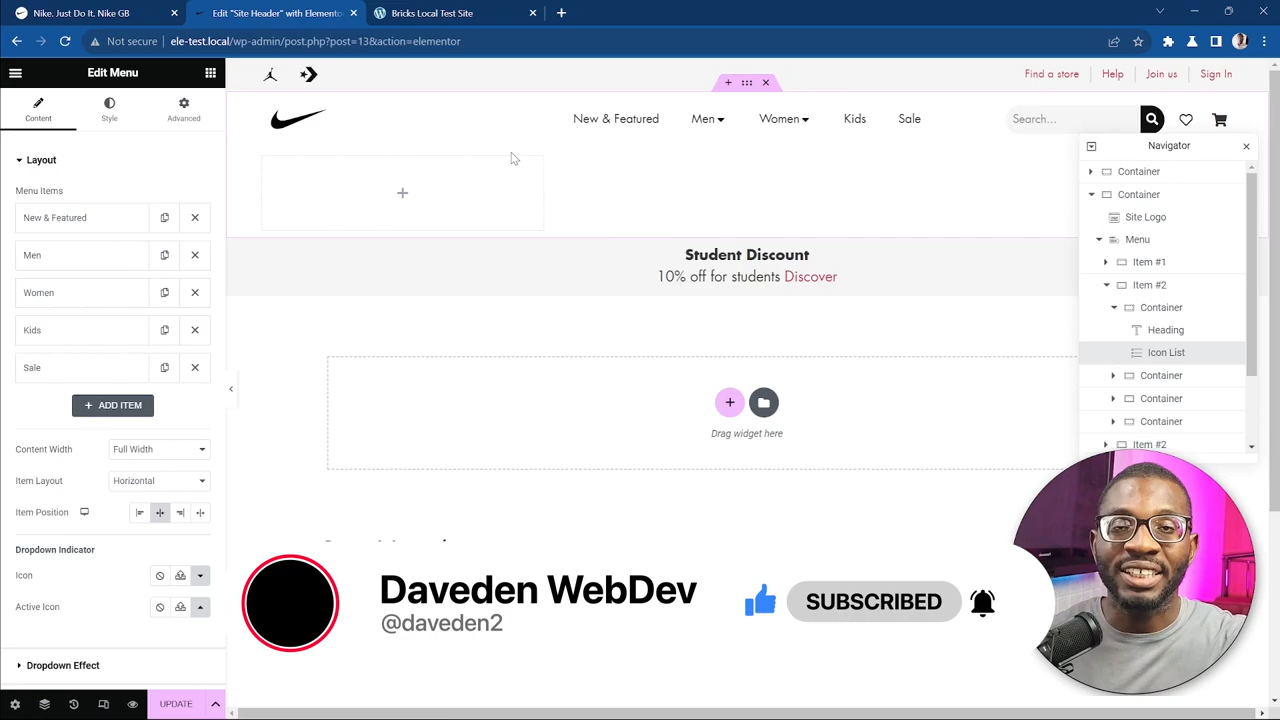 Nike. Just Do It. Nike GB
Edit "Site Header" with Elemento
Bricks Local Test Site
Not secure
ele-test.local/wp-admin/post.php?post=13&action=elementor
Edit Menu
Content
Style
Advanced
Layout
Menu Items
New & Featured
Men
Women
Kids
Sale
ADD ITEM
Content Width
Full Width
Item Layout
Horizontal
Item Position
Dropdown Indicator
Icon
Active Icon
Dropdown Effect
UPDATE
Find a store
Help
Join us
Sign In
New & Featured
Men
Women
Kids
Sale
Search...
Student Discount
10% off for students Discover
Drag widget here
Navigator
Container
Container
Site Logo
Menu
Item #1
Item #2
Container
Heading
Icon List
Container
Container
Container
Item #2
Daveden WebDev
@daveden2
SUBSCRIBED